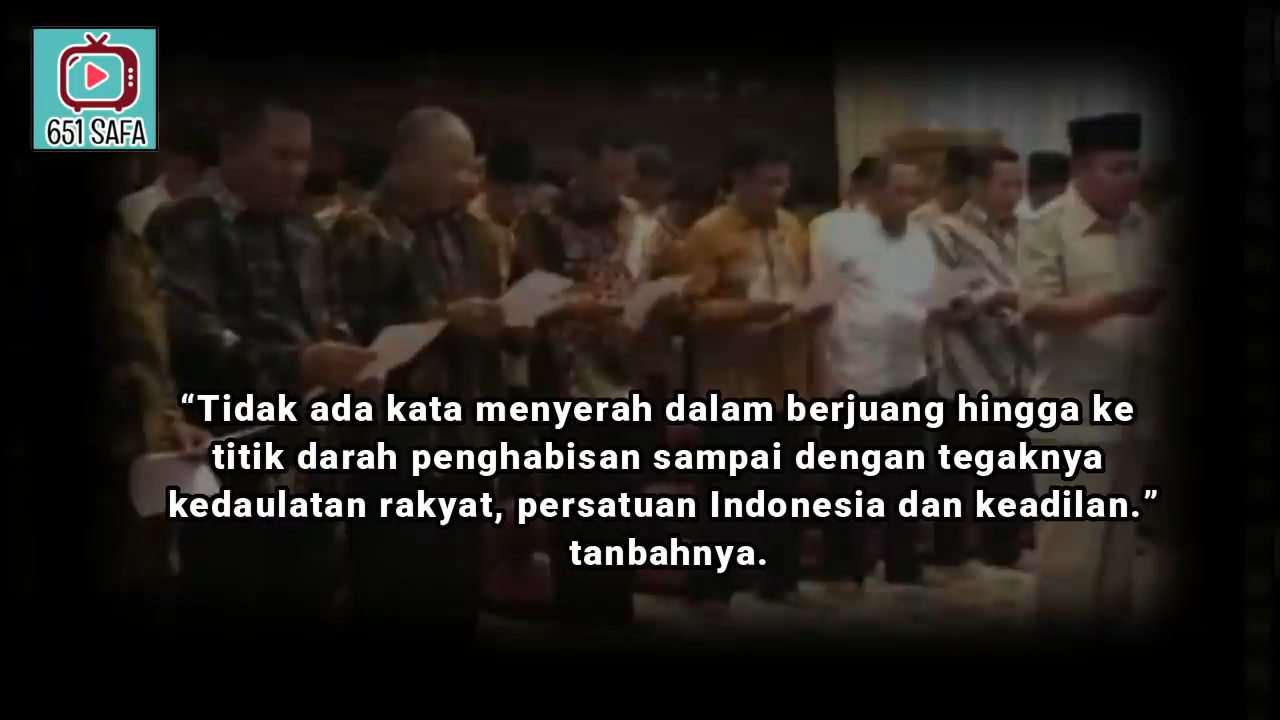 651 SAFA
“Tidak ada kata menyerah dalam berjuang hingga ke
titik darah penghabisan sampai dengan tegaknya
kedaulatan rakyat, persatuan Indonesia dan keadilan.”
tanbahnya.